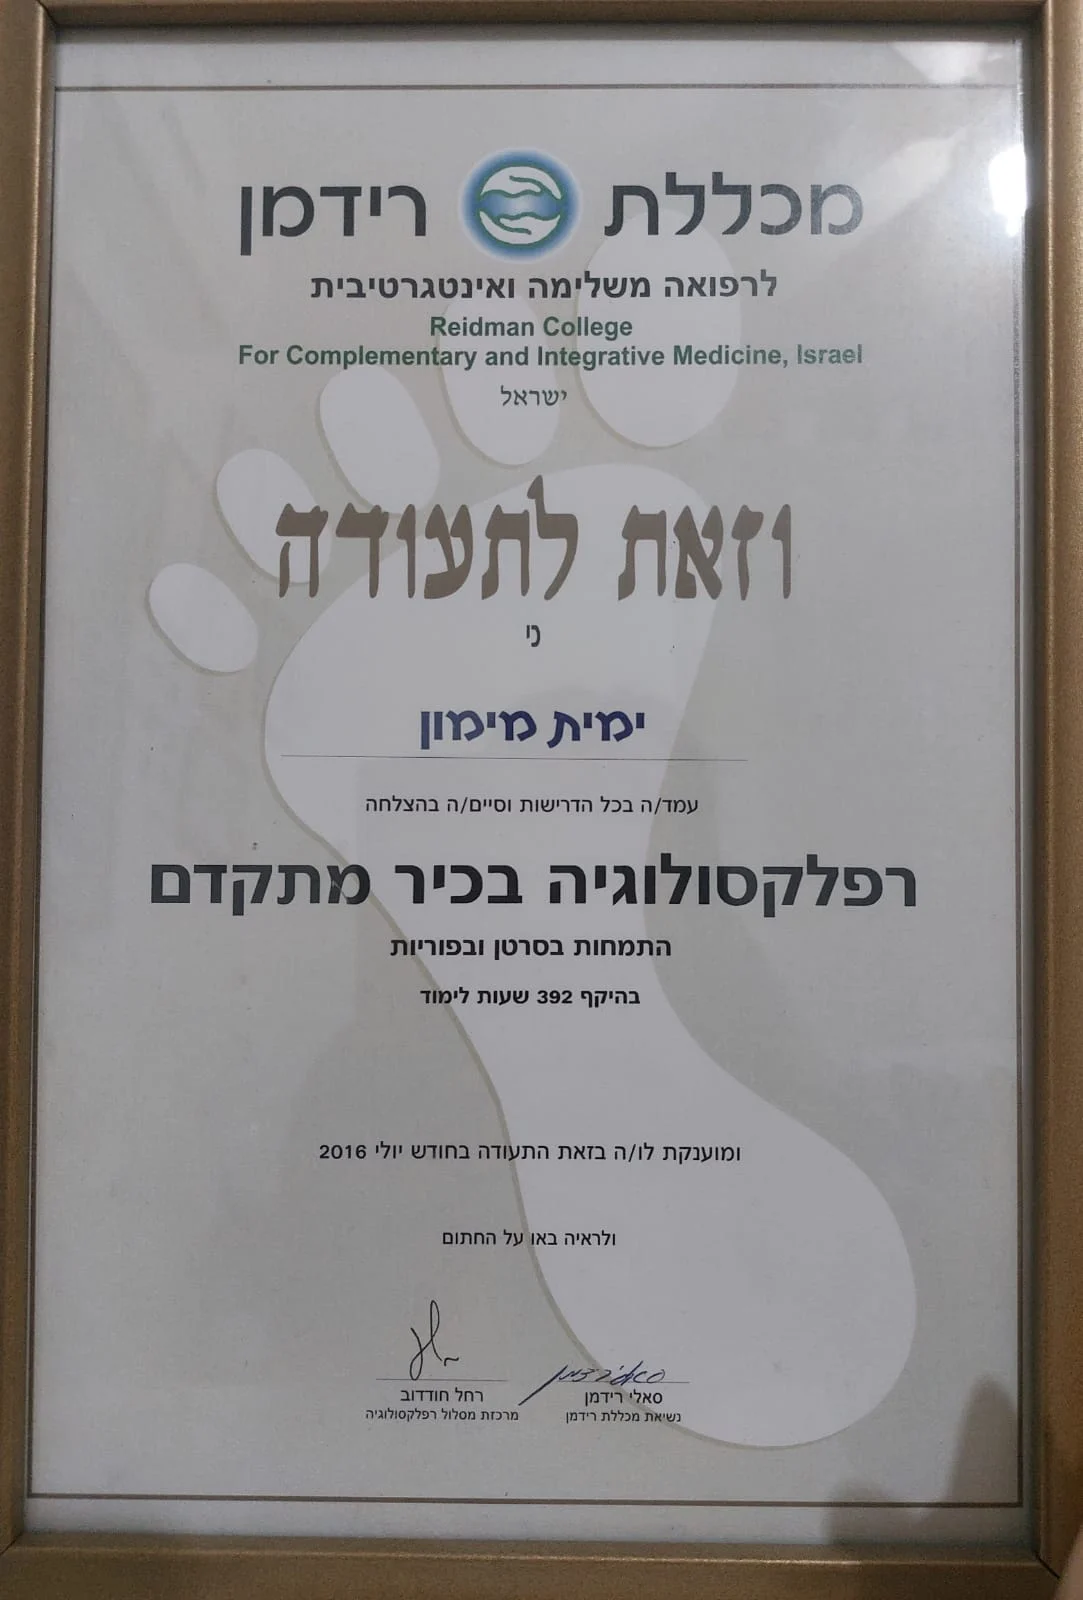 מכללת רידמן
לרפואה משלימה ואינטגרטיבית
Reidman College
For Complementary and Integrative Medicine, Israel
ישראל
וזאת לתעודה
כי
ימית מימון
עמד/ה בכל הדרישות וסיים/ה בהצלחה
רפלקסולוגיה בכיר מתקדם
התמחות בסרטן ובפוריות
בהיקף 392 שעות לימוד
ומוענקת לו/ה בזאת התעודה בחודש יולי 2016
ולראיה באו על החתום
סאלי רידמן
סאלי רידמן
נשיאת מכללת רידמן
רחל חודדוב
מרכזת מסלול רפלקסולוגיה